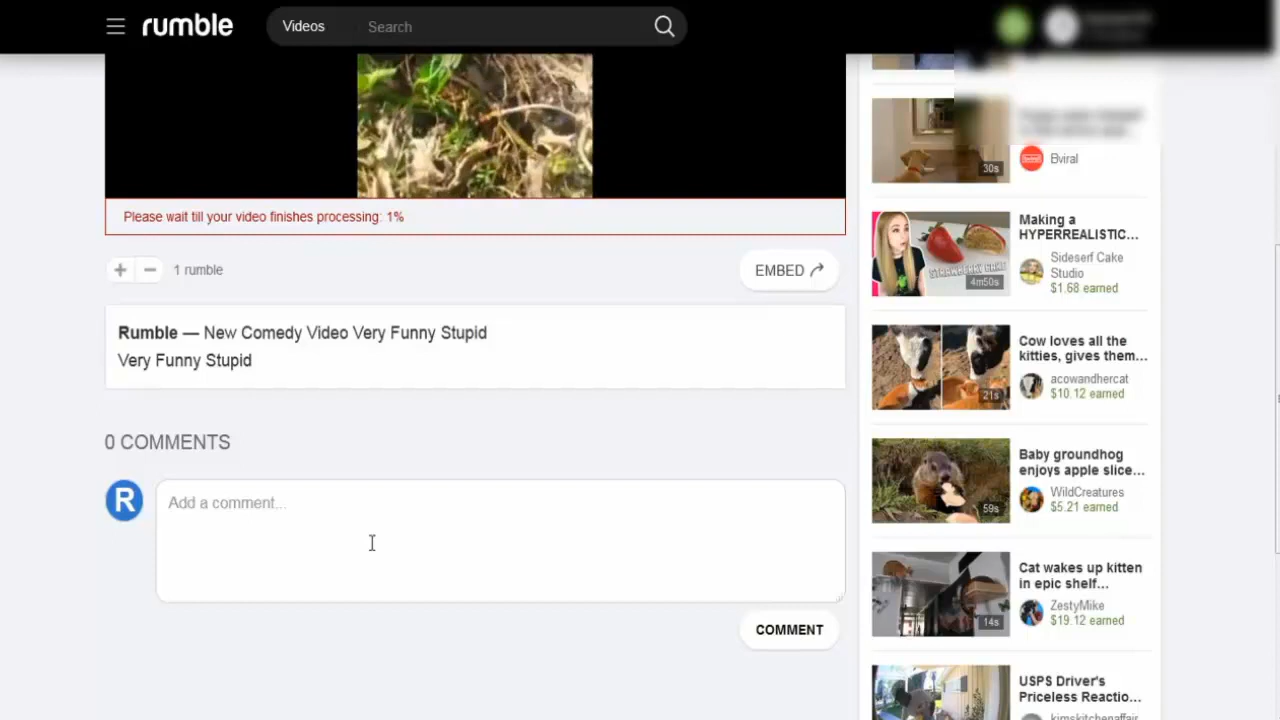 rumble
Videos
Search
Please wait till your video finishes processing: 1%
1 rumble
EMBED
Rumble — New Comedy Video Very Funny Stupid
Very Funny Stupid
0 COMMENTS
R
Add a comment...
COMMENT
30s
Bviral
STRAWBERRY CAKE
4m50s
Making a
HYPERREALISTIC...
Sideserf Cake
Studio
$1.68 earned
21s
Cow loves all the
kitties, gives them...
acowandhercat
$10.12 earned
59s
Baby groundhog
enjoys apple slice...
WildCreatures
$5.21 earned
14s
Cat wakes up kitten
in epic shelf...
ZestyMike
$19.12 earned
USPS Driver's
Priceless Reactio...
kimskitchenaffair